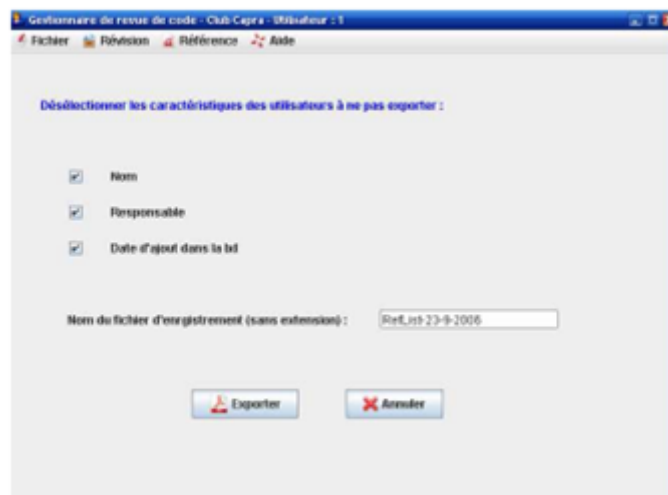 Gestionnaire de revue de code - Club Capra - Utilisateur : 1
Fichier Révision Référence Aide
Désélectionner les caractéristiques des utilisateurs à ne pas exporter :
Nom
Responsable
Date d'ajout dans la bd
Nom du fichier d'enrgistrement (sans extension) : RefList-23-9-2006
Exporter Annuler